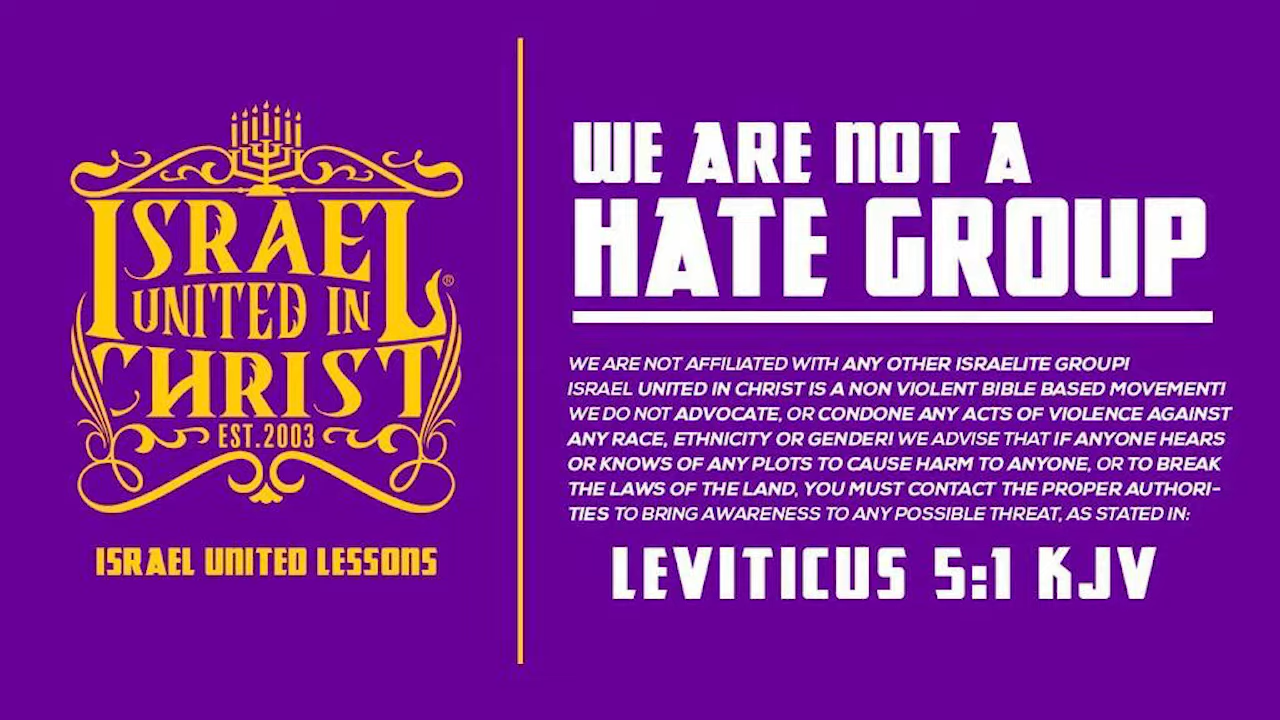 ISRAEL
UNITED IN
CHRIST
®
EST.2003
ISRAEL UNITED LESSONS
WE ARE NOT A
HATE GROUP
WE ARE NOT AFFILIATED WITH ANY OTHER ISRAELITE GROUP!
ISRAEL UNITED IN CHRIST IS A NON VIOLENT BIBLE BASED MOVEMENT!
WE DO NOT ADVOCATE, OR CONDONE ANY ACTS OF VIOLENCE AGAINST
ANY RACE, ETHNICITY OR GENDER! WE ADVISE THAT IF ANYONE HEARS
OR KNOWS OF ANY PLOTS TO CAUSE HARM TO ANYONE, OR TO BREAK
THE LAWS OF THE LAND, YOU MUST CONTACT THE PROPER AUTHORI-
TIES TO BRING AWARENESS TO ANY POSSIBLE THREAT, AS STATED IN:
LEVITICUS 5:1 KJV